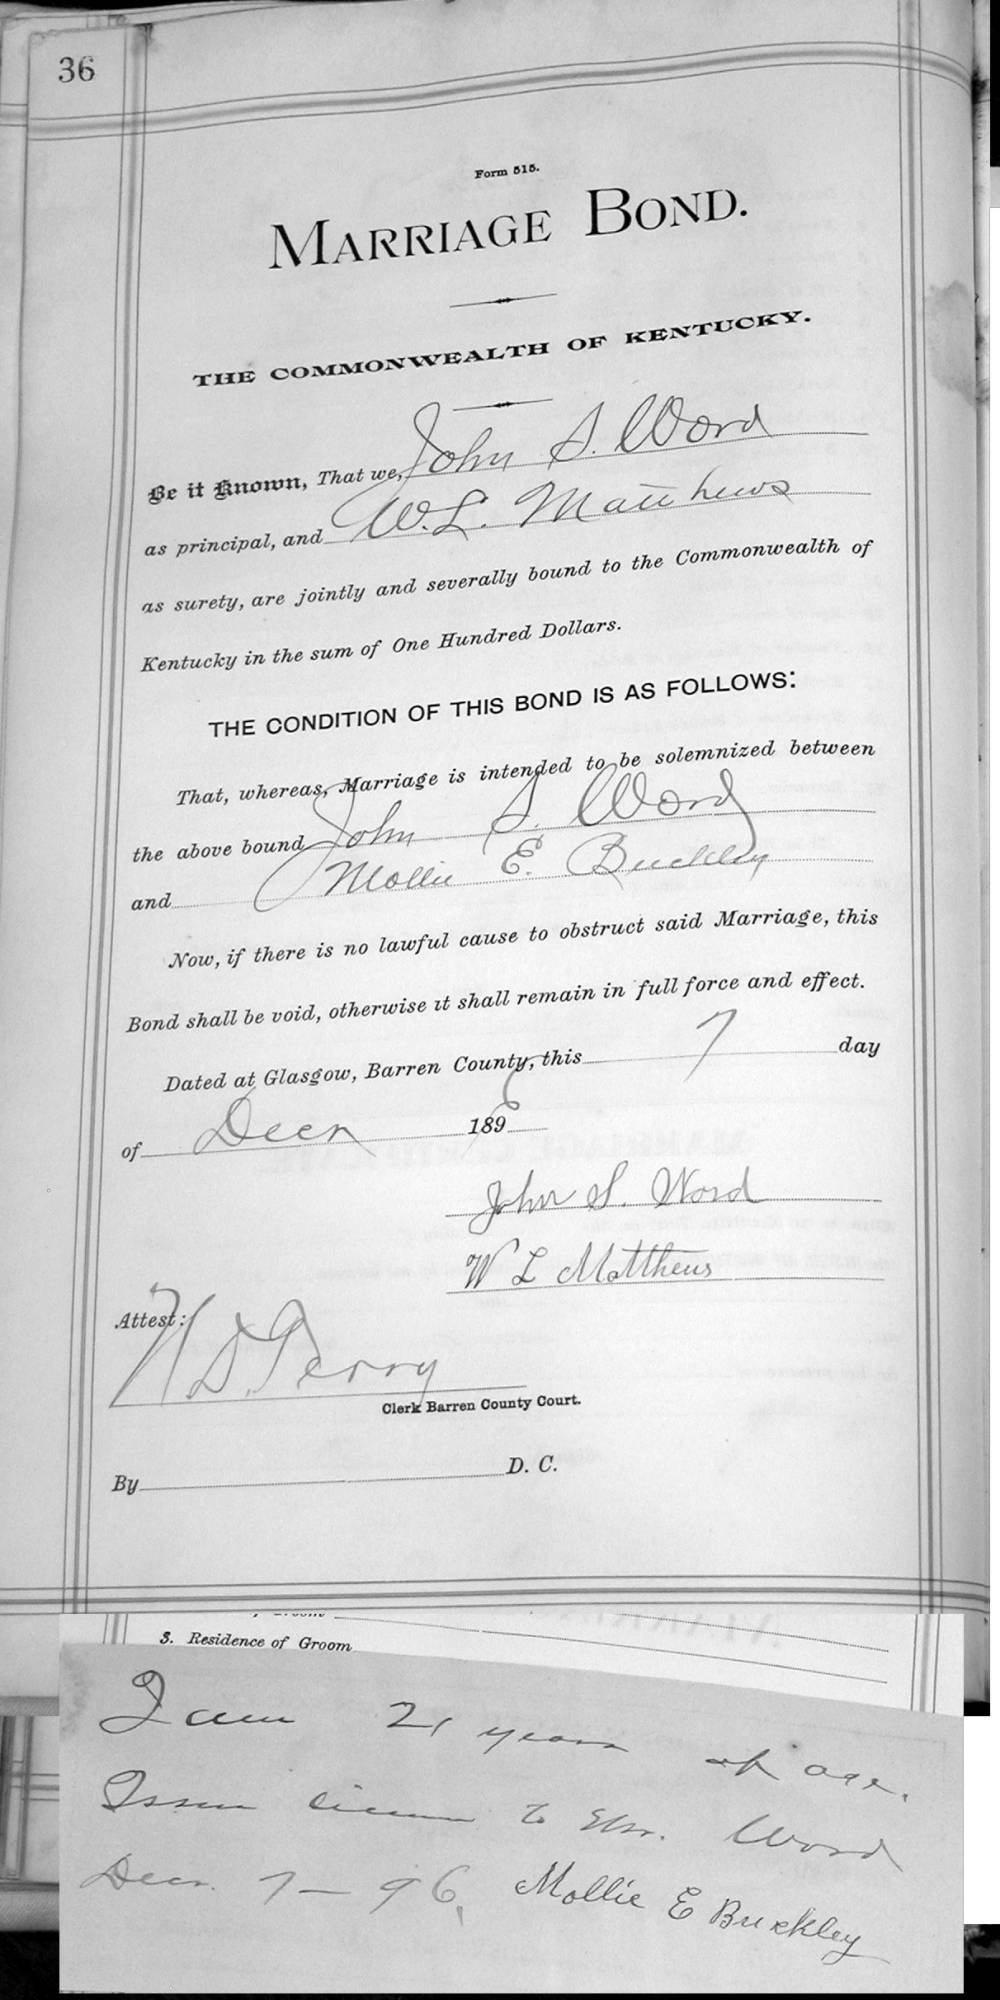 36
Form 515.
MARRIAGE BOND.
THE COMMONWEALTH OF KENTUCKY.
Be it Known, That we, John S. Word
as principal, and W. L. Matthews
as surety, are jointly and severally bound to the Commonwealth of
Kentucky in the sum of One Hundred Dollars.
THE CONDITION OF THIS BOND IS AS FOLLOWS:
That, whereas, Marriage is intended to be solemnized between
the above bound John S. Word
and Mollie E. Buckley
Now, if there is no lawful cause to obstruct said Marriage, this
Bond shall be void, otherwise it shall remain in full force and effect.
Dated at Glasgow, Barren County, this 7 day
of Decr 1896
John S. Word
W L Matthews
Attest:
Perry
Clerk Barren County Court.
By D. C.
3. Residence of Groom
I am 21 years of age.
Issue license to Mr. Word
Decr. 7 - 96. Mollie E Buckley